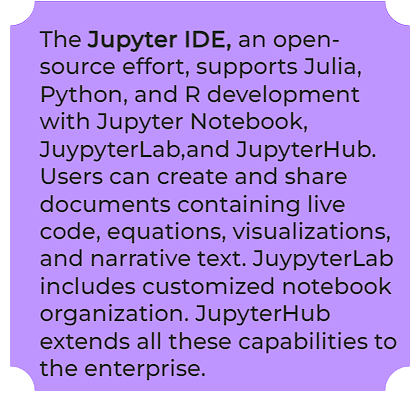 The Jupyter IDE, an open-
source effort, supports Julia,
Python, and R development
with Jupyter Notebook,
JuypyterLab,and JupyterHub.
Users can create and share
documents containing live
code, equations, visualizations,
and narrative text. JuypyterLab
includes customized notebook
organization. JupyterHub
extends all these capabilities to
the enterprise.